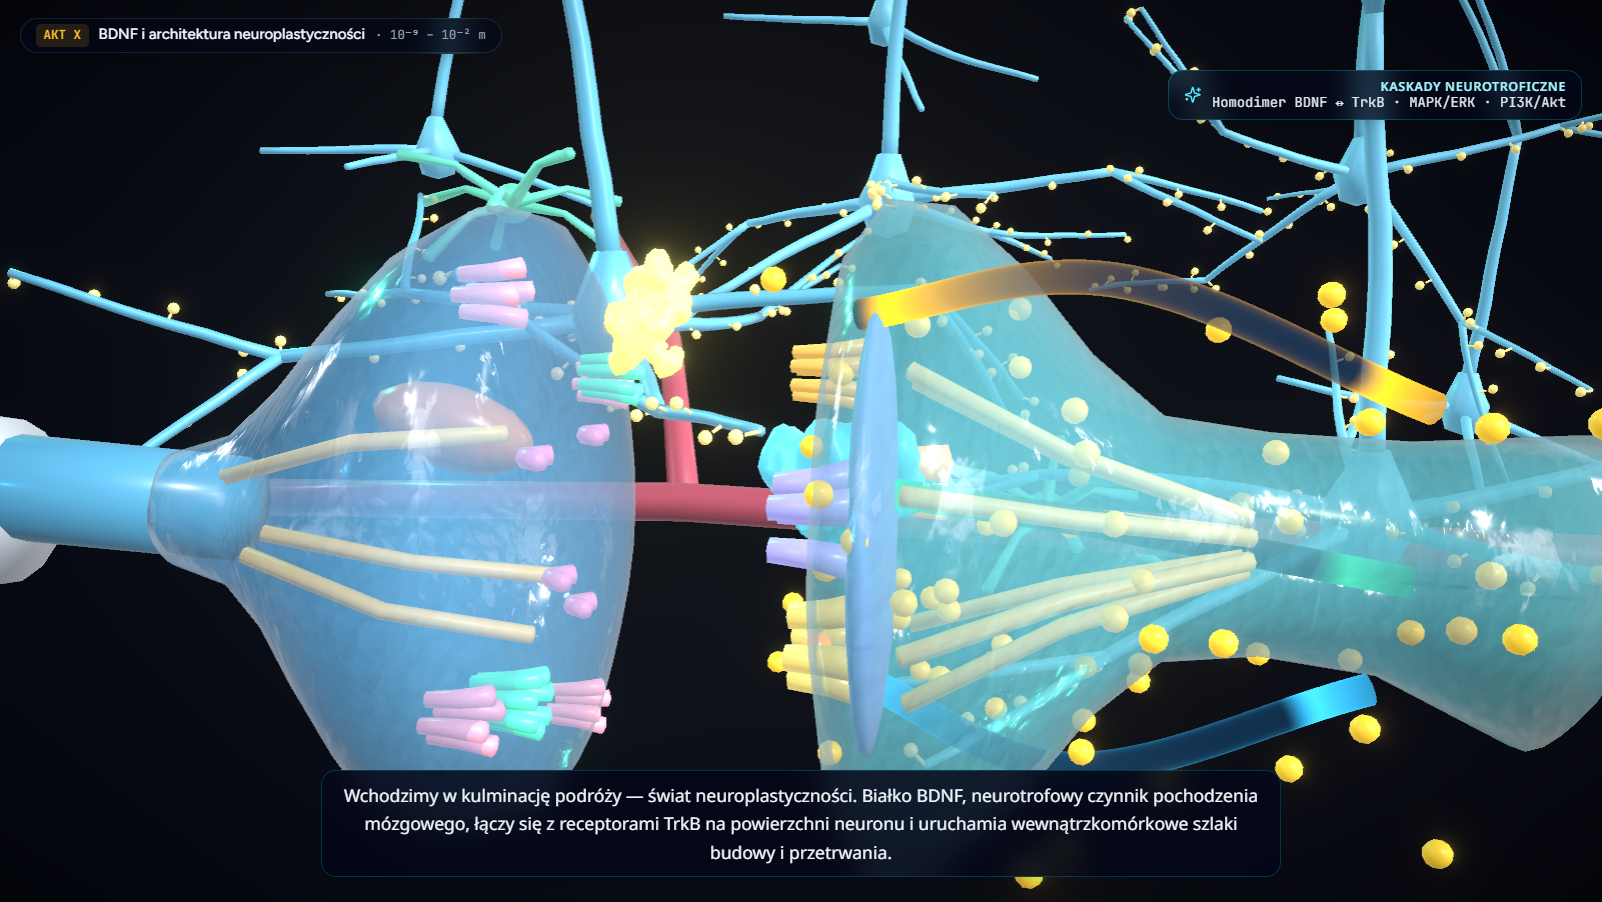 AKT X BDNF i architektura neuroplastyczności · 10⁻⁹ – 10⁻² m
KASKADY NEUROTROFICZNE
Homodimer BDNF ↔ TrkB · MAPK/ERK · PI3K/Akt
Wchodzimy w kulminację podróży — świat neuroplastyczności. Białko BDNF, neurotrofowy czynnik pochodzenia
mózgowego, łączy się z receptorami TrkB na powierzchni neuronu i uruchamia wewnątrzkomórkowe szlaki
budowy i przetrwania.